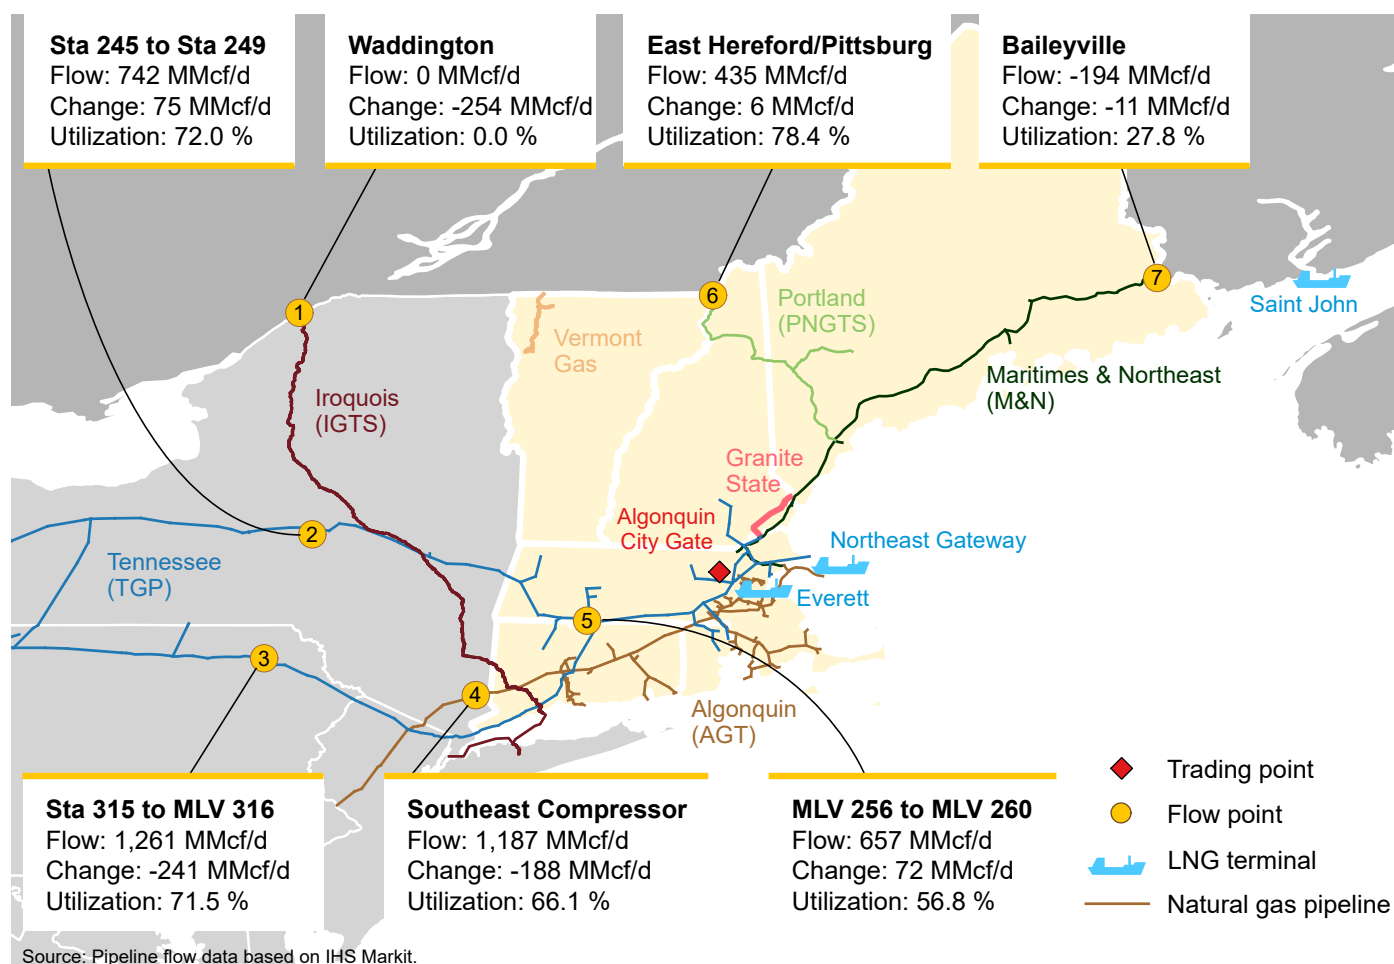 Sta 245 to Sta 249
Flow: 742 MMcf/d
Change: 75 MMcf/d
Utilization: 72.0 %
Waddington
Flow: 0 MMcf/d
Change: -254 MMcf/d
Utilization: 0.0 %
East Hereford/Pittsburg
Flow: 435 MMcf/d
Change: 6 MMcf/d
Utilization: 78.4 %
Baileyville
Flow: -194 MMcf/d
Change: -11 MMcf/d
Utilization: 27.8 %
7
6
1
Saint John
Portland
(PNGTS)
Vermont
Gas
Maritimes & Northeast
(M&N)
Iroquois
(IGTS)
Granite
State
Algonquin
City Gate
2
Northeast Gateway
Tennessee
(TGP)
Everett
5
3
4
Algonquin
(AGT)
Sta 315 to MLV 316
Flow: 1,261 MMcf/d
Change: -241 MMcf/d
Utilization: 71.5 %
Southeast Compressor
Flow: 1,187 MMcf/d
Change: -188 MMcf/d
Utilization: 66.1 %
MLV 256 to MLV 260
Flow: 657 MMcf/d
Change: 72 MMcf/d
Utilization: 56.8 %
Trading point
Flow point
LNG terminal
Natural gas pipeline
Source: Pipeline flow data based on IHS Markit.